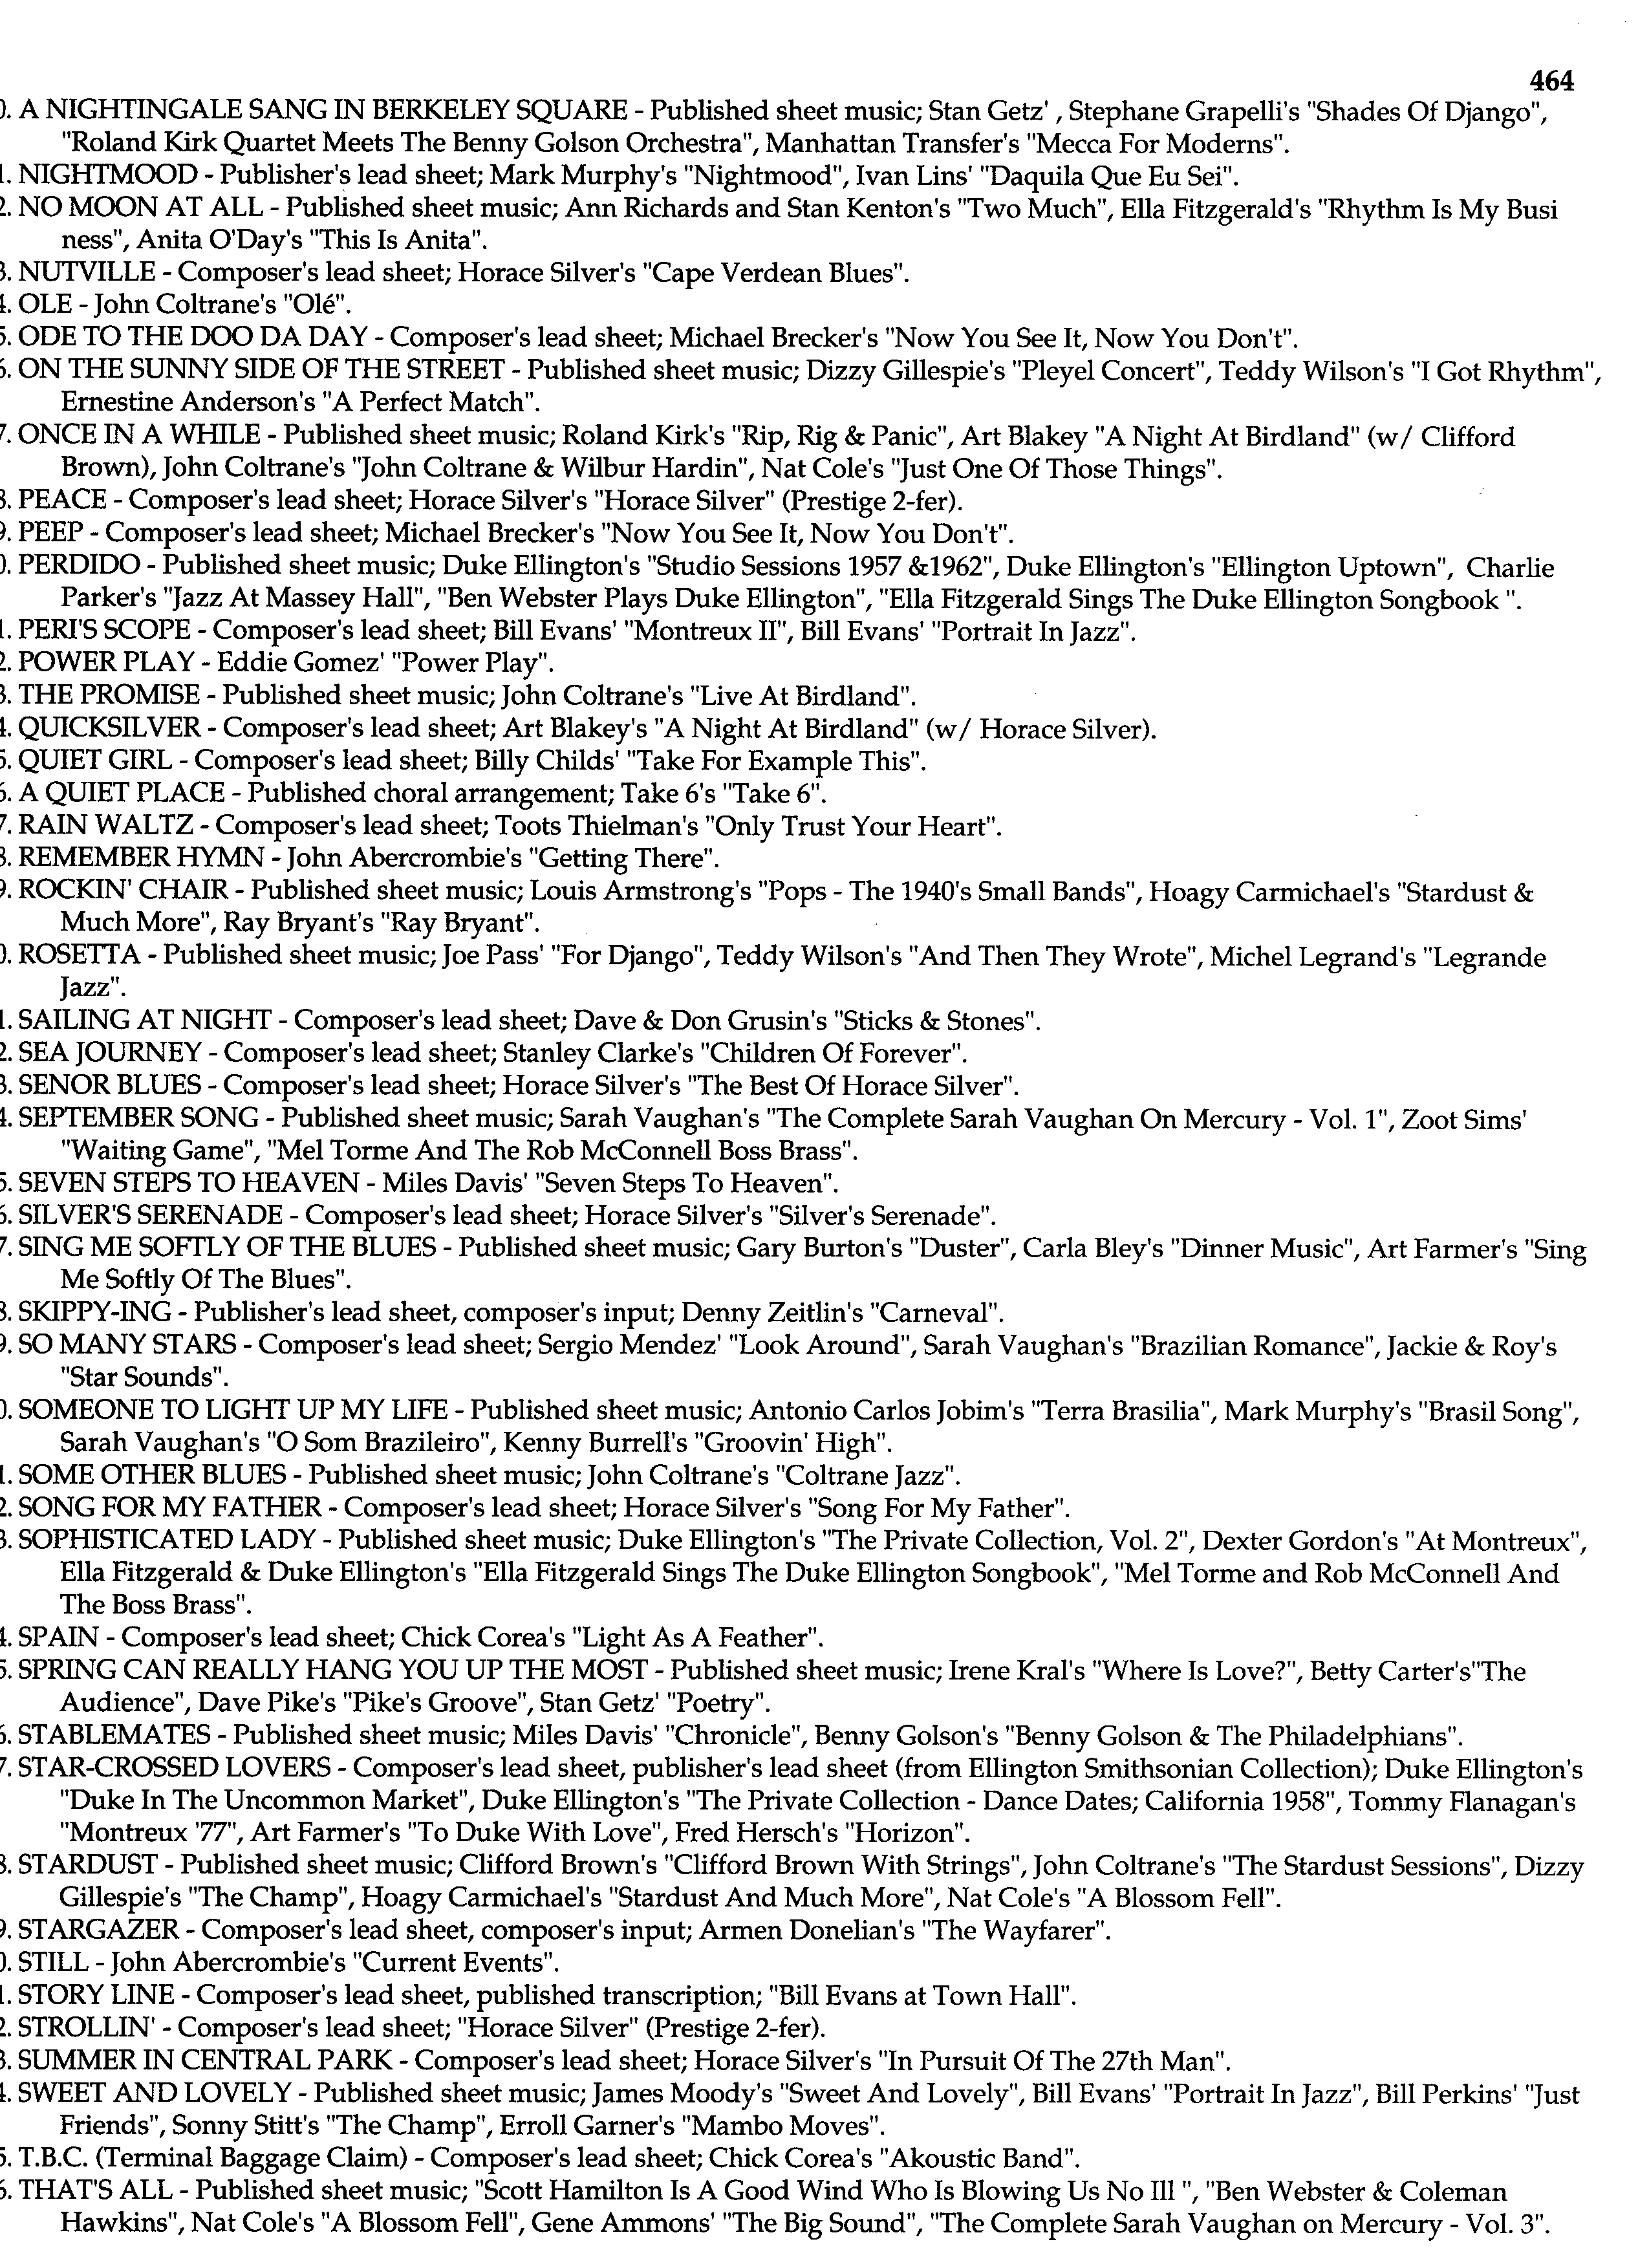 464
0. A NIGHTINGALE SANG IN BERKELEY SQUARE - Published sheet music; Stan Getz' , Stephane Grapelli's "Shades Of Django",
"Roland Kirk Quartet Meets The Benny Golson Orchestra", Manhattan Transfer's "Mecca For Moderns".
1. NIGHTMOOD - Publisher's lead sheet; Mark Murphy's "Nightmood", Ivan Lins' "Daquila Que Eu Sei".
2. NO MOON AT ALL - Published sheet music; Ann Richards and Stan Kenton's "Two Much", Ella Fitzgerald's "Rhythm Is My Busi
ness", Anita O'Day's "This Is Anita".
3. NUTVILLE - Composer's lead sheet; Horace Silver's "Cape Verdean Blues".
4. OLE - John Coltrane's "Olé".
5. ODE TO THE DOO DA DAY - Composer's lead sheet; Michael Brecker's "Now You See It, Now You Don't".
6. ON THE SUNNY SIDE OF THE STREET - Published sheet music; Dizzy Gillespie's "Pleyel Concert", Teddy Wilson's "I Got Rhythm",
Ernestine Anderson's "A Perfect Match".
7. ONCE IN A WHILE - Published sheet music; Roland Kirk's "Rip, Rig & Panic", Art Blakey "A Night At Birdland" (w/ Clifford
Brown), John Coltrane's "John Coltrane & Wilbur Hardin", Nat Cole's "Just One Of Those Things".
8. PEACE - Composer's lead sheet; Horace Silver's "Horace Silver" (Prestige 2-fer).
9. PEEP - Composer's lead sheet; Michael Brecker's "Now You See It, Now You Don't".
0. PERDIDO - Published sheet music; Duke Ellington's "Studio Sessions 1957 &1962", Duke Ellington's "Ellington Uptown", Charlie
Parker's "Jazz At Massey Hall", "Ben Webster Plays Duke Ellington", "Ella Fitzgerald Sings The Duke Ellington Songbook ".
1. PERI'S SCOPE - Composer's lead sheet; Bill Evans' "Montreux II", Bill Evans' "Portrait In Jazz".
2. POWER PLAY - Eddie Gomez' "Power Play".
3. THE PROMISE - Published sheet music; John Coltrane's "Live At Birdland".
4. QUICKSILVER - Composer's lead sheet; Art Blakey's "A Night At Birdland" (w/ Horace Silver).
5. QUIET GIRL - Composer's lead sheet; Billy Childs' "Take For Example This".
6. A QUIET PLACE - Published choral arrangement; Take 6's "Take 6".
7. RAIN WALTZ - Composer's lead sheet; Toots Thielman's "Only Trust Your Heart".
8. REMEMBER HYMN - John Abercrombie's "Getting There".
9. ROCKIN' CHAIR - Published sheet music; Louis Armstrong's "Pops - The 1940's Small Bands", Hoagy Carmichael's "Stardust &
Much More", Ray Bryant's "Ray Bryant".
0. ROSETTA - Published sheet music; Joe Pass' "For Django", Teddy Wilson's "And Then They Wrote", Michel Legrand's "Legrande
Jazz".
1. SAILING AT NIGHT - Composer's lead sheet; Dave & Don Grusin's "Sticks & Stones".
2. SEA JOURNEY - Composer's lead sheet; Stanley Clarke's "Children Of Forever".
3. SENOR BLUES - Composer's lead sheet; Horace Silver's "The Best Of Horace Silver".
4. SEPTEMBER SONG - Published sheet music; Sarah Vaughan's "The Complete Sarah Vaughan On Mercury - Vol. 1", Zoot Sims'
"Waiting Game", "Mel Torme And The Rob McConnell Boss Brass".
5. SEVEN STEPS TO HEAVEN - Miles Davis' "Seven Steps To Heaven".
6. SILVER'S SERENADE - Composer's lead sheet; Horace Silver's "Silver's Serenade".
7. SING ME SOFTLY OF THE BLUES - Published sheet music; Gary Burton's "Duster", Carla Bley's "Dinner Music", Art Farmer's "Sing
Me Softly Of The Blues".
8. SKIPPY-ING - Publisher's lead sheet, composer's input; Denny Zeitlin's "Carneval".
9. SO MANY STARS - Composer's lead sheet; Sergio Mendez' "Look Around", Sarah Vaughan's "Brazilian Romance", Jackie & Roy's
"Star Sounds".
0. SOMEONE TO LIGHT UP MY LIFE - Published sheet music; Antonio Carlos Jobim's "Terra Brasilia", Mark Murphy's "Brasil Song",
Sarah Vaughan's "O Som Brazileiro", Kenny Burrell's "Groovin' High".
1. SOME OTHER BLUES - Published sheet music; John Coltrane's "Coltrane Jazz".
2. SONG FOR MY FATHER - Composer's lead sheet; Horace Silver's "Song For My Father".
3. SOPHISTICATED LADY - Published sheet music; Duke Ellington's "The Private Collection, Vol. 2", Dexter Gordon's "At Montreux",
Ella Fitzgerald & Duke Ellington's "Ella Fitzgerald Sings The Duke Ellington Songbook", "Mel Torme and Rob McConnell And
The Boss Brass".
4. SPAIN - Composer's lead sheet; Chick Corea's "Light As A Feather".
5. SPRING CAN REALLY HANG YOU UP THE MOST - Published sheet music; Irene Kral's "Where Is Love?", Betty Carter's"The
Audience", Dave Pike's "Pike's Groove", Stan Getz' "Poetry".
6. STABLEMATES - Published sheet music; Miles Davis' "Chronicle", Benny Golson's "Benny Golson & The Philadelphians".
7. STAR-CROSSED LOVERS - Composer's lead sheet, publisher's lead sheet (from Ellington Smithsonian Collection); Duke Ellington's
"Duke In The Uncommon Market", Duke Ellington's "The Private Collection - Dance Dates; California 1958", Tommy Flanagan's
"Montreux '77", Art Farmer's "To Duke With Love", Fred Hersch's "Horizon".
8. STARDUST - Published sheet music; Clifford Brown's "Clifford Brown With Strings", John Coltrane's "The Stardust Sessions", Dizzy
Gillespie's "The Champ", Hoagy Carmichael's "Stardust And Much More", Nat Cole's "A Blossom Fell".
9. STARGAZER - Composer's lead sheet, composer's input; Armen Donelian's "The Wayfarer".
0. STILL - John Abercrombie's "Current Events".
1. STORY LINE - Composer's lead sheet, published transcription; "Bill Evans at Town Hall".
2. STROLLIN' - Composer's lead sheet; "Horace Silver" (Prestige 2-fer).
3. SUMMER IN CENTRAL PARK - Composer's lead sheet; Horace Silver's "In Pursuit Of The 27th Man".
4. SWEET AND LOVELY - Published sheet music; James Moody's "Sweet And Lovely", Bill Evans' "Portrait In Jazz", Bill Perkins' "Just
Friends", Sonny Stitt's "The Champ", Erroll Garner's "Mambo Moves".
5. T.B.C. (Terminal Baggage Claim) - Composer's lead sheet; Chick Corea's "Akoustic Band".
6. THAT'S ALL - Published sheet music; "Scott Hamilton Is A Good Wind Who Is Blowing Us No Ill ", "Ben Webster & Coleman
Hawkins", Nat Cole's "A Blossom Fell", Gene Ammons' "The Big Sound", "The Complete Sarah Vaughan on Mercury - Vol. 3".